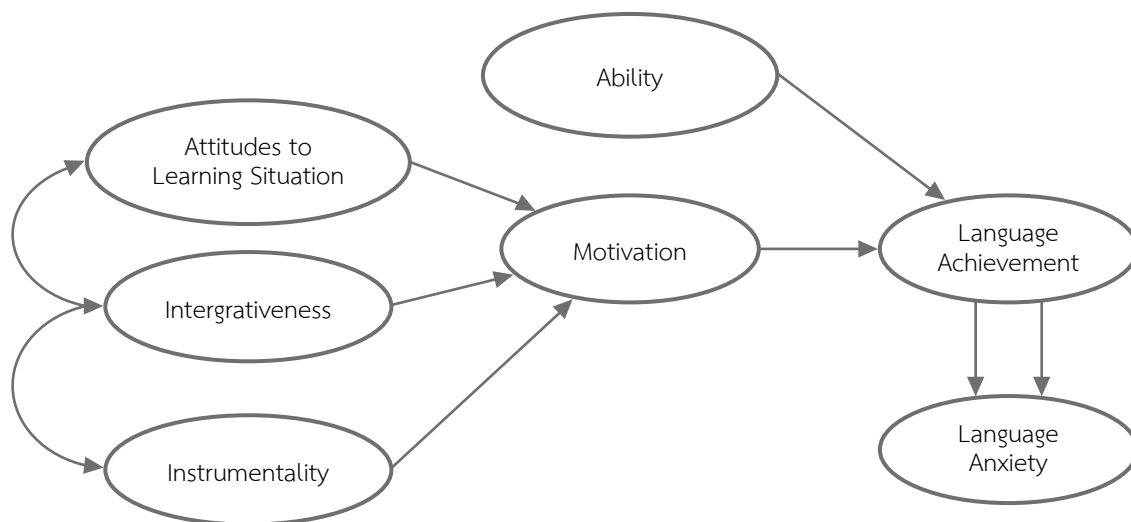 Ability
Attitudes to
Learning Situation
Motivation
Language
Achievement
Intergrativeness
Language
Anxiety
Instrumentality